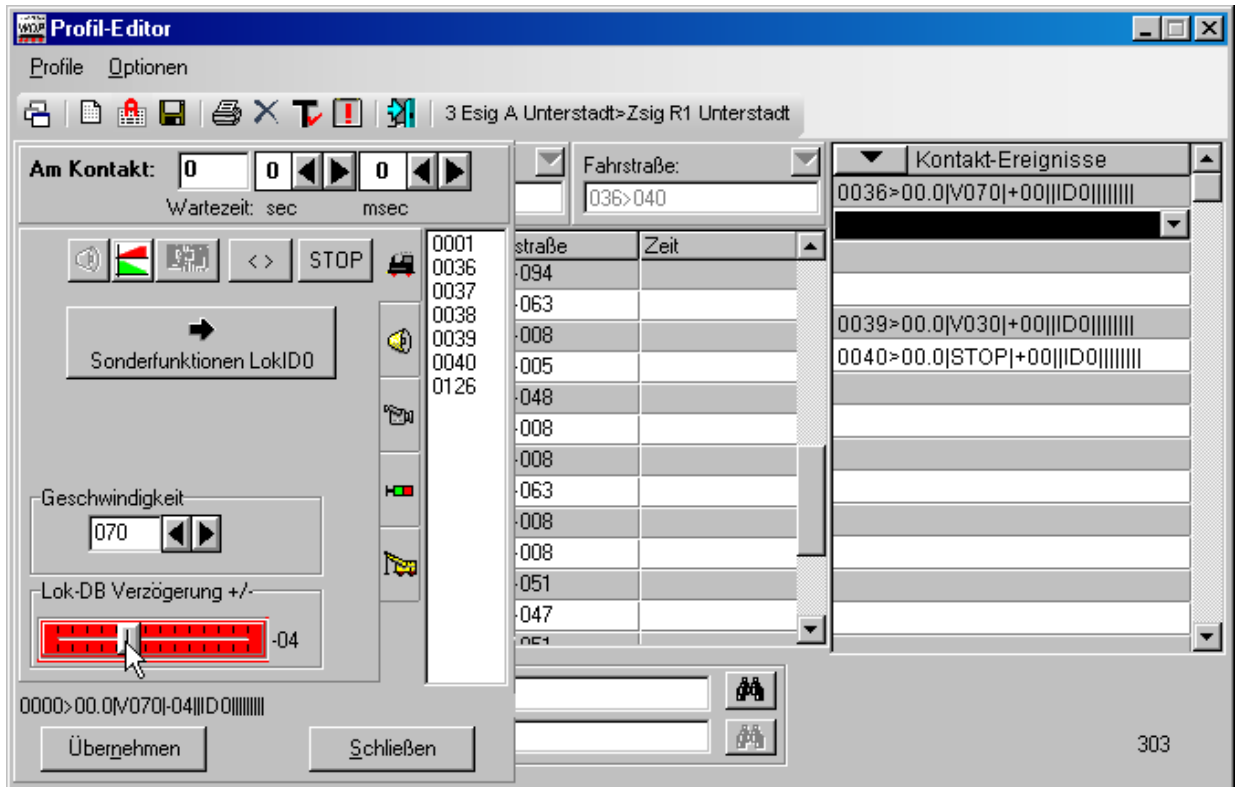 Profil-Editor
Profile Optionen
3 Esig A Unterstadt>Zsig R1 Unterstadt
Am Kontakt: 0 0 0
Wartezeit: sec msec
< > STOP
Sonderfunktionen LokID0
0001
0036
0037
0038
0039
0040
0126
Geschwindigkeit
070
Lok-DB Verzögerung +/-
-04
0000>00.0|V070|-04|||ID0||||||||
Übernehmen Schließen
Fahrstraße:
036>040
straße Zeit
-094
-063
-008
-005
-048
-008
-008
-063
-008
-008
-051
-047
-051
Kontakt-Ereignisse
0036>00.0|V070|+00|||ID0||||||||
0039>00.0|V030|+00|||ID0||||||||
0040>00.0|STOP|+00|||ID0||||||||
303